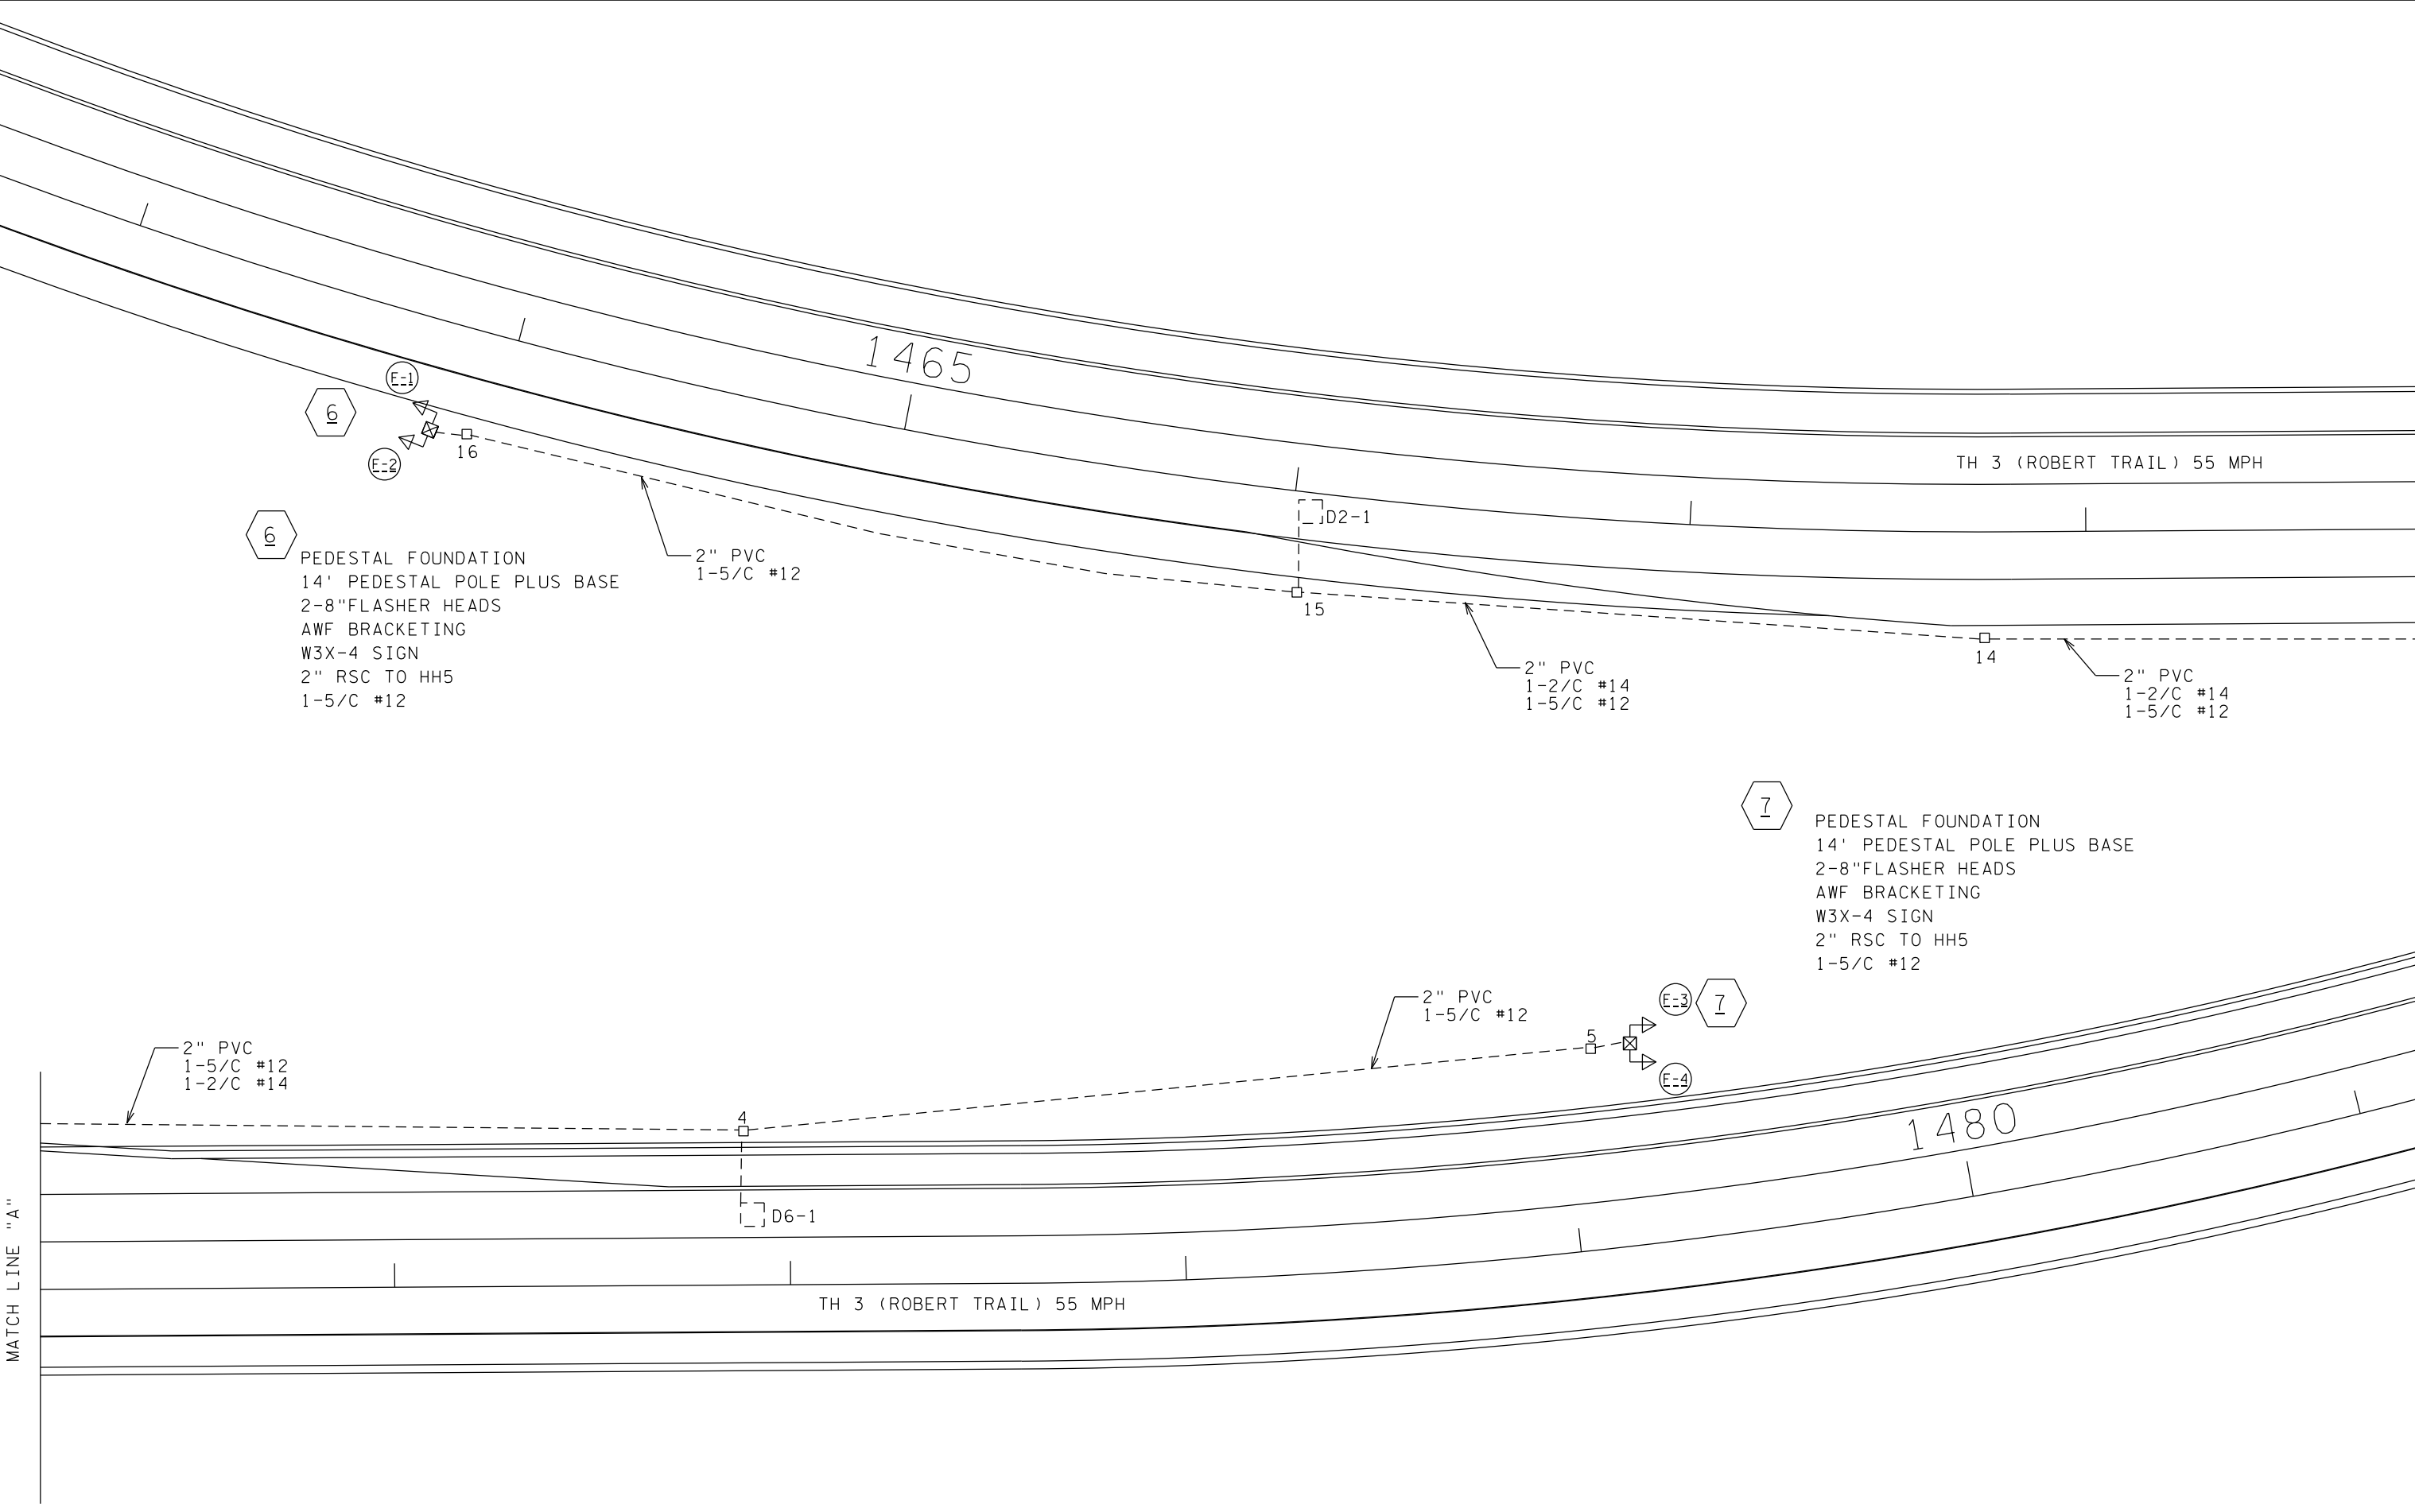 1465
F-1
6
16
F-2
TH 3 (ROBERT TRAIL) 55 MPH
D2-1
6
PEDESTAL FOUNDATION
14' PEDESTAL POLE PLUS BASE
2-8"FLASHER HEADS
AWF BRACKETING
W3X-4 SIGN
2" RSC TO HH5
1-5/C #12
2" PVC
1-5/C #12
15
2" PVC
1-2/C #14
1-5/C #12
14
2" PVC
1-2/C #14
1-5/C #12
7
PEDESTAL FOUNDATION
14' PEDESTAL POLE PLUS BASE
2-8"FLASHER HEADS
AWF BRACKETING
W3X-4 SIGN
2" RSC TO HH5
1-5/C #12
2" PVC
1-5/C #12
F-3
7
5
F-4
2" PVC
1-5/C #12
1-2/C #14
4
1480
D6-1
MATCH LINE "A"
TH 3 (ROBERT TRAIL) 55 MPH